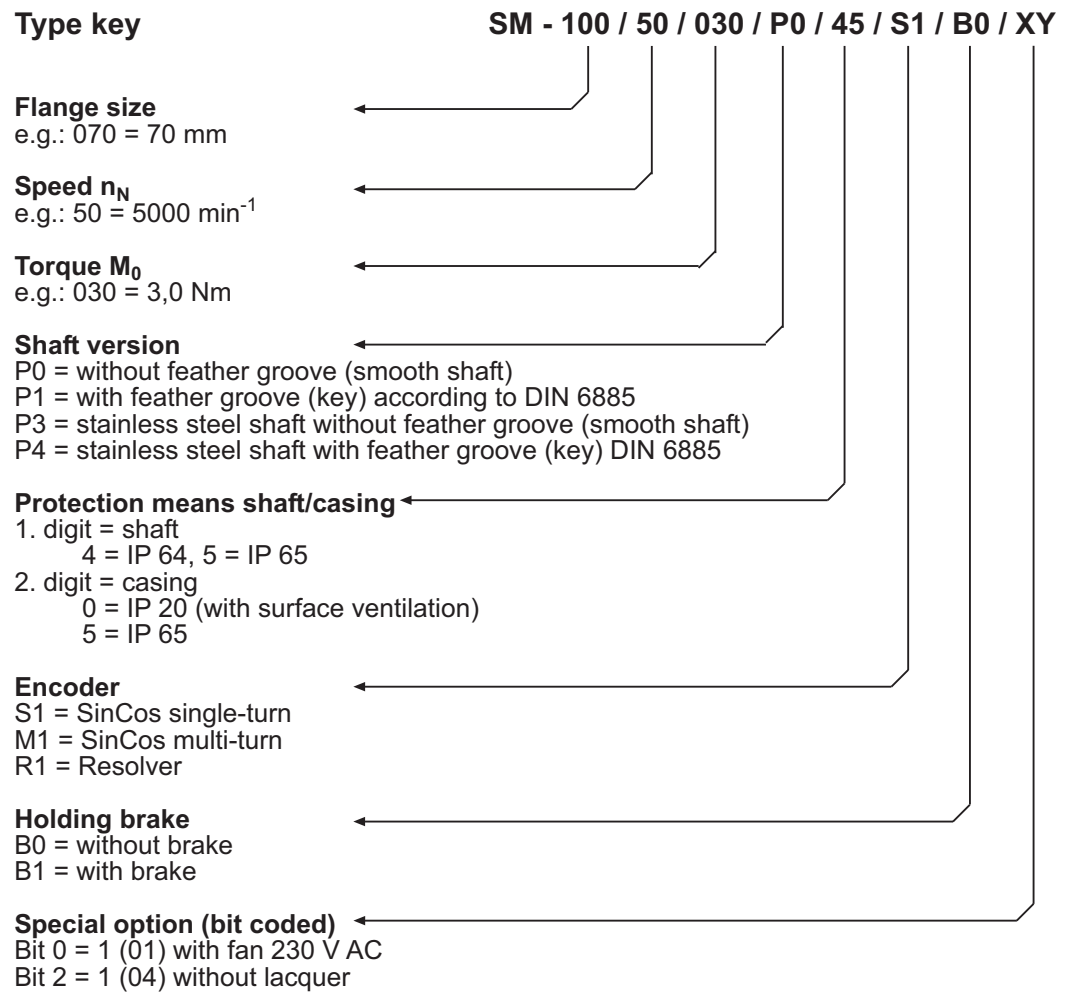 Type key
SM - 100 / 50 / 030 / P0 / 45 / S1 / B0 / XY
Flange size
e.g.: 070 = 70 mm
Speed n_N
e.g.: 50 = 5000 min^-1
Torque M_0
e.g.: 030 = 3,0 Nm
Shaft version
P0 = without feather groove (smooth shaft)
P1 = with feather groove (key) according to DIN 6885
P3 = stainless steel shaft without feather groove (smooth shaft)
P4 = stainless steel shaft with feather groove (key) DIN 6885
Protection means shaft/casing
1. digit = shaft
4 = IP 64, 5 = IP 65
2. digit = casing
0 = IP 20 (with surface ventilation)
5 = IP 65
Encoder
S1 = SinCos single-turn
M1 = SinCos multi-turn
R1 = Resolver
Holding brake
B0 = without brake
B1 = with brake
Special option (bit coded)
Bit 0 = 1 (01) with fan 230 V AC
Bit 2 = 1 (04) without lacquer